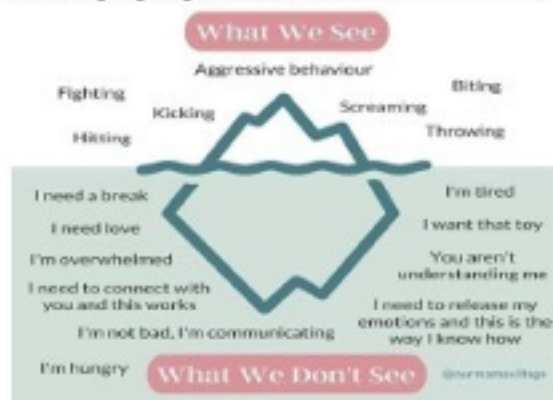 What We See
Aggressive behaviour
Fighting
Biting
Kicking
Screaming
Hitting
Throwing
I need a break
I'm tired
I need love
I want that toy
I'm overwhelmed
You aren't
understanding me
I need to connect with
you and this works
I need to release my
emotions and this is the
way I know how
I'm not bad, I'm communicating
I'm hungry
What We Don't See